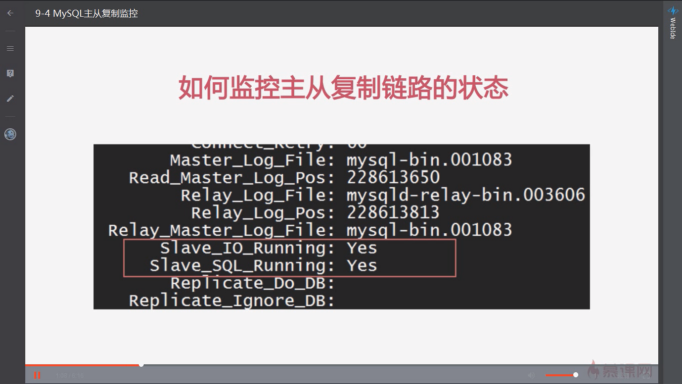 9-4 MySQL主从复制监控
Webide
如何监控主从复制链路的状态
Connect_Retry: 60
Master_Log_File: mysql-bin.001083
Read_Master_Log_Pos: 228613650
Relay_Log_File: mysqld-relay-bin.003606
Relay_Log_Pos: 228613813
Relay_Master_Log_File: mysql-bin.001083
Slave_IO_Running: Yes
Slave_SQL_Running: Yes
Replicate_Do_DB:
Replicate_Ignore_DB:
慕课网